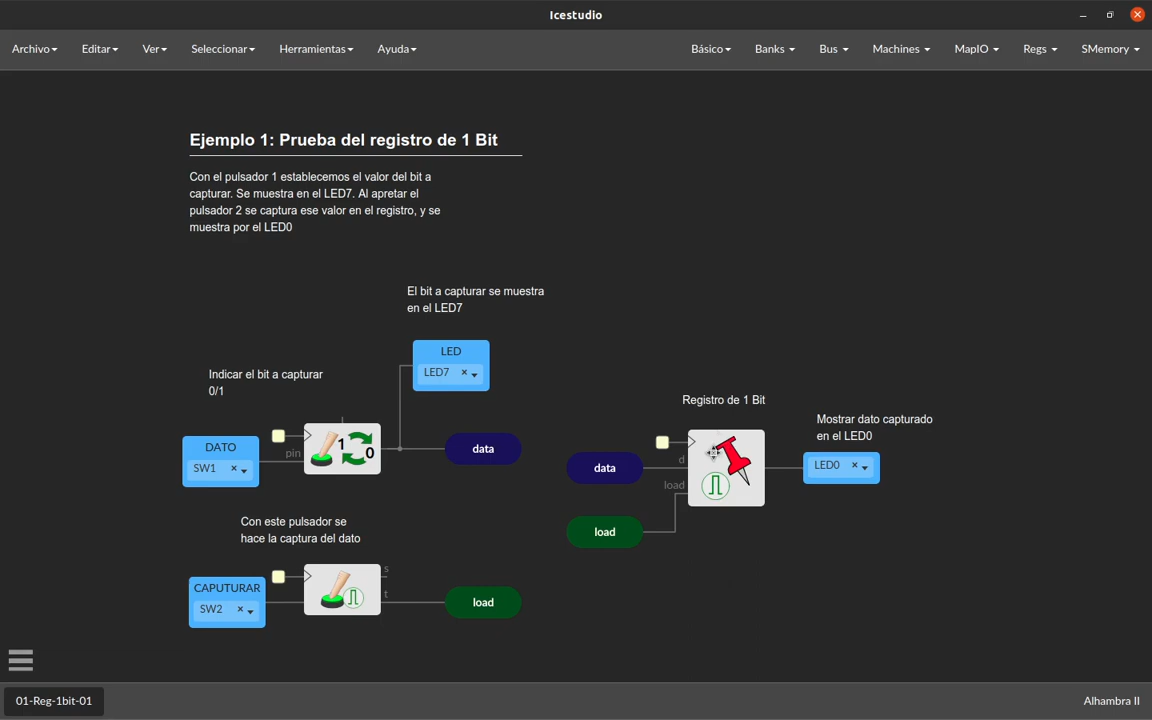 Icestudio
Archivo Editar Ver Seleccionar Herramientas Ayuda Básico Banks Bus Machines MapIO Regs SMemory
Ejemplo 1: Prueba del registro de 1 Bit
Con el pulsador 1 establecemos el valor del bit a
capturar. Se muestra en el LED7. Al apretar el
pulsador 2 se captura ese valor en el registro, y se
muestra por el LED0
El bit a capturar se muestra
en el LED7
LED
LED7
Indicar el bit a capturar
0/1
DATO
SW1
pin
1
0
data
Registro de 1 Bit
data
d
load
load
Mostrar dato capturado
en el LED0
LED0
Con este pulsador se
hace la captura del dato
CAPUTURAR
SW2
s
t
load
01-Reg-1bit-01
Alhambra II